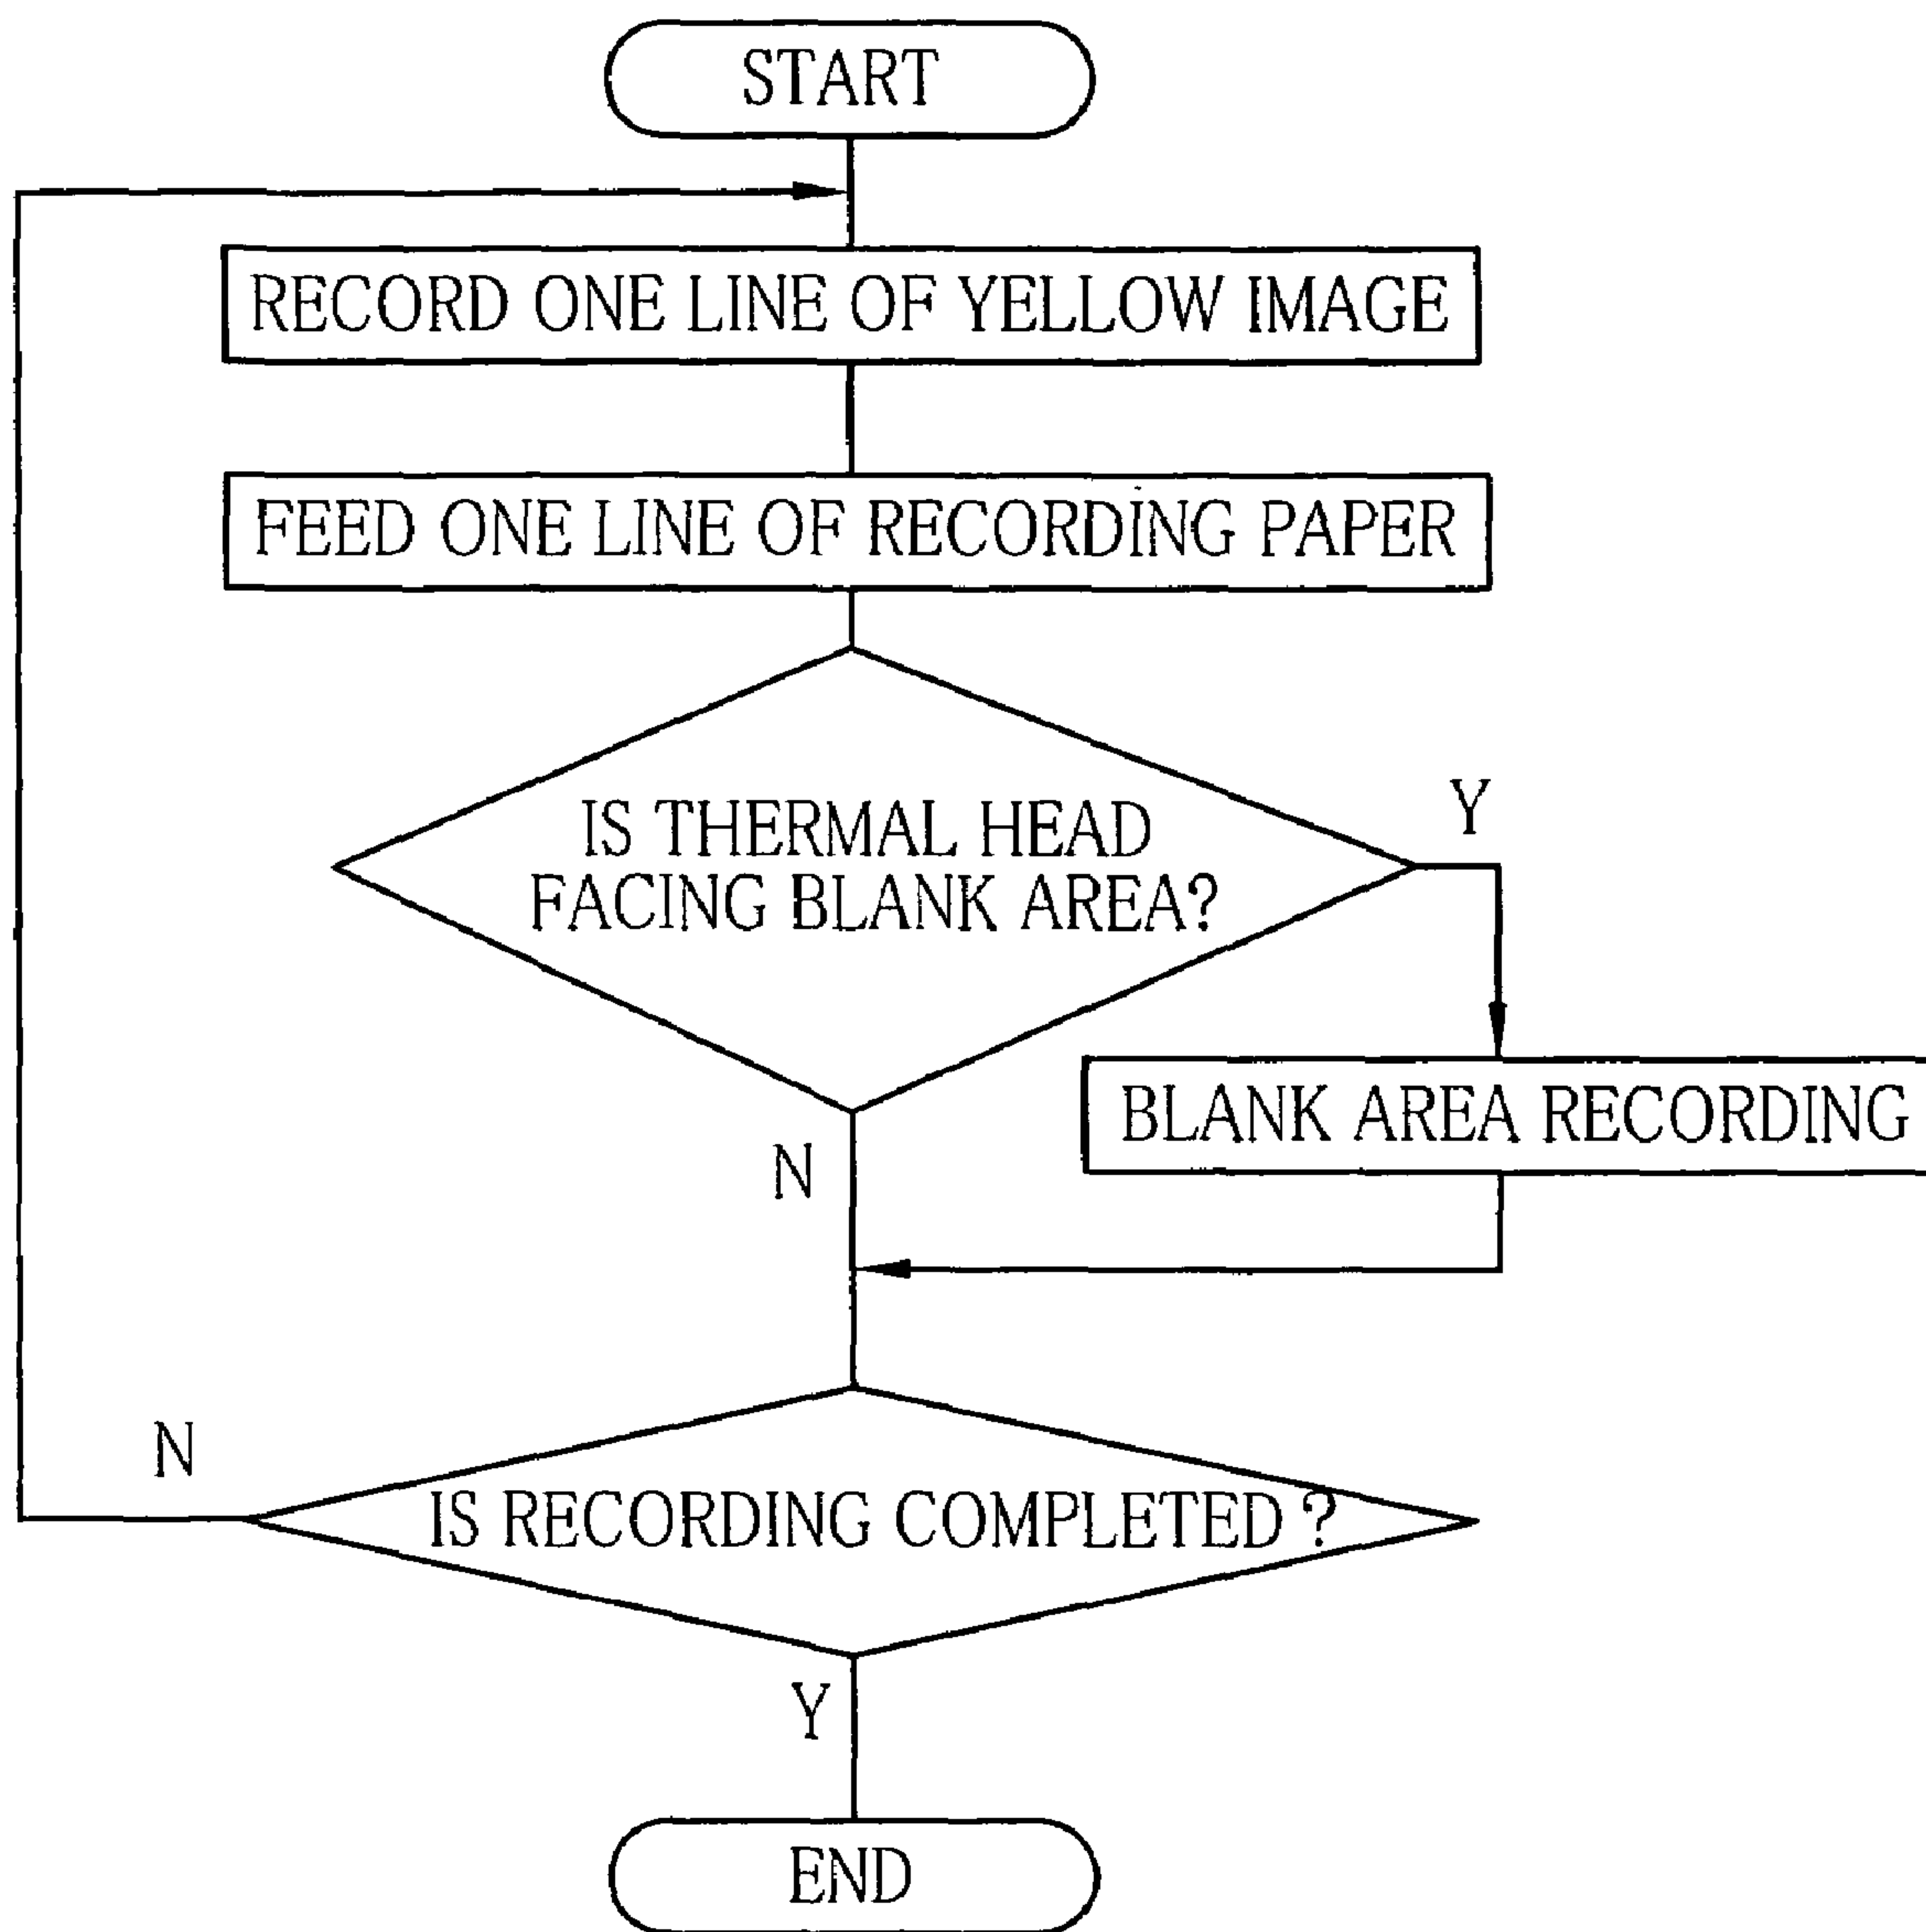 START
RECORD ONE LINE OF YELLOW IMAGE
FEED ONE LINE OF RECORDING PAPER
IS THERMAL HEAD
FACING BLANK AREA?
Y
BLANK AREA RECORDING
N
N
IS RECORDING COMPLETED ?
Y
END